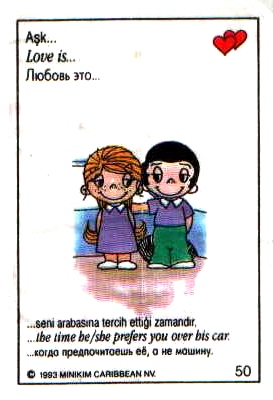 Aşk...
Love is...
Любовь это...
...seni arabasına tercih ettiği zamandır.
...the time he/she prefers you over his car.
...когда предпочитаешь её, а не машину.
© 1993 MINIKIM CARIBBEAN NV.
50